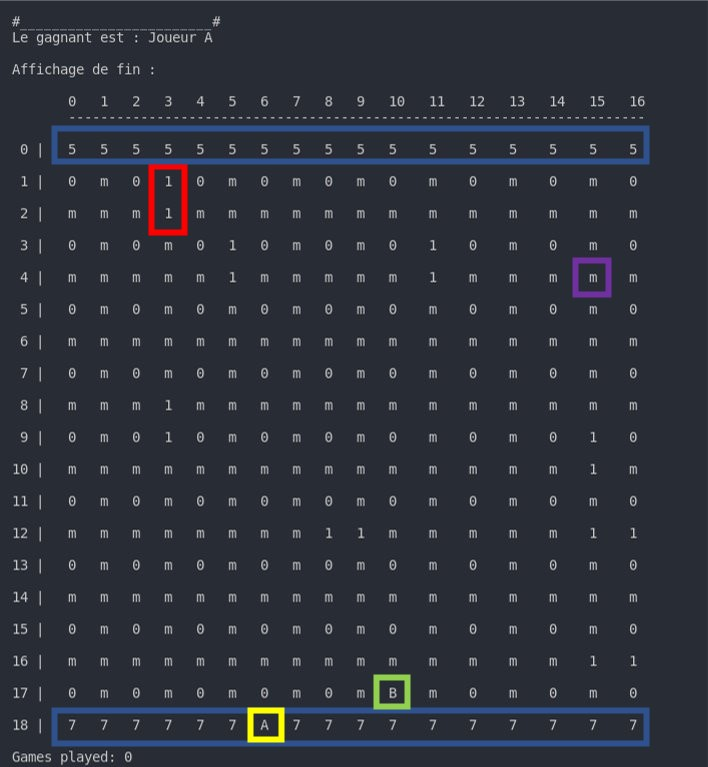 #________________________#
Le gagnant est : Joueur A
Affichage de fin :
0 1 2 3 4 5 6 7 8 9 10 11 12 13 14 15 16
------------------------------------------------------------------------
0 | 5 5 5 5 5 5 5 5 5 5 5 5 5 5 5 5 5
1 | 0 m 0 1 0 m 0 m 0 m 0 m 0 m 0 m 0
2 | m m m 1 m m m m m m m m m m m m m
3 | 0 m 0 m 0 1 0 m 0 m 0 1 0 m 0 m 0
4 | m m m m m 1 m m m m m 1 m m m m m
5 | 0 m 0 m 0 m 0 m 0 m 0 m 0 m 0 m 0
6 | m m m m m m m m m m m m m m m m m
7 | 0 m 0 m 0 m 0 m 0 m 0 m 0 m 0 m 0
8 | m m m 1 m m m m m m m m m m m m m
9 | 0 m 0 1 0 m 0 m 0 m 0 m 0 m 0 1 0
10 | m m m m m m m m m m m m m m m 1 m
11 | 0 m 0 m 0 m 0 m 0 m 0 m 0 m 0 m 0
12 | m m m m m m m m 1 1 m m m m m 1 1
13 | 0 m 0 m 0 m 0 m 0 m 0 m 0 m 0 m 0
14 | m m m m m m m m m m m m m m m m m
15 | 0 m 0 m 0 m 0 m 0 m 0 m 0 m 0 m 0
16 | m m m m m m m m m m m m m m m 1 1
17 | 0 m 0 m 0 m 0 m 0 m B m 0 m 0 m 0
18 | 7 7 7 7 7 7 A 7 7 7 7 7 7 7 7 7 7
Games played: 0